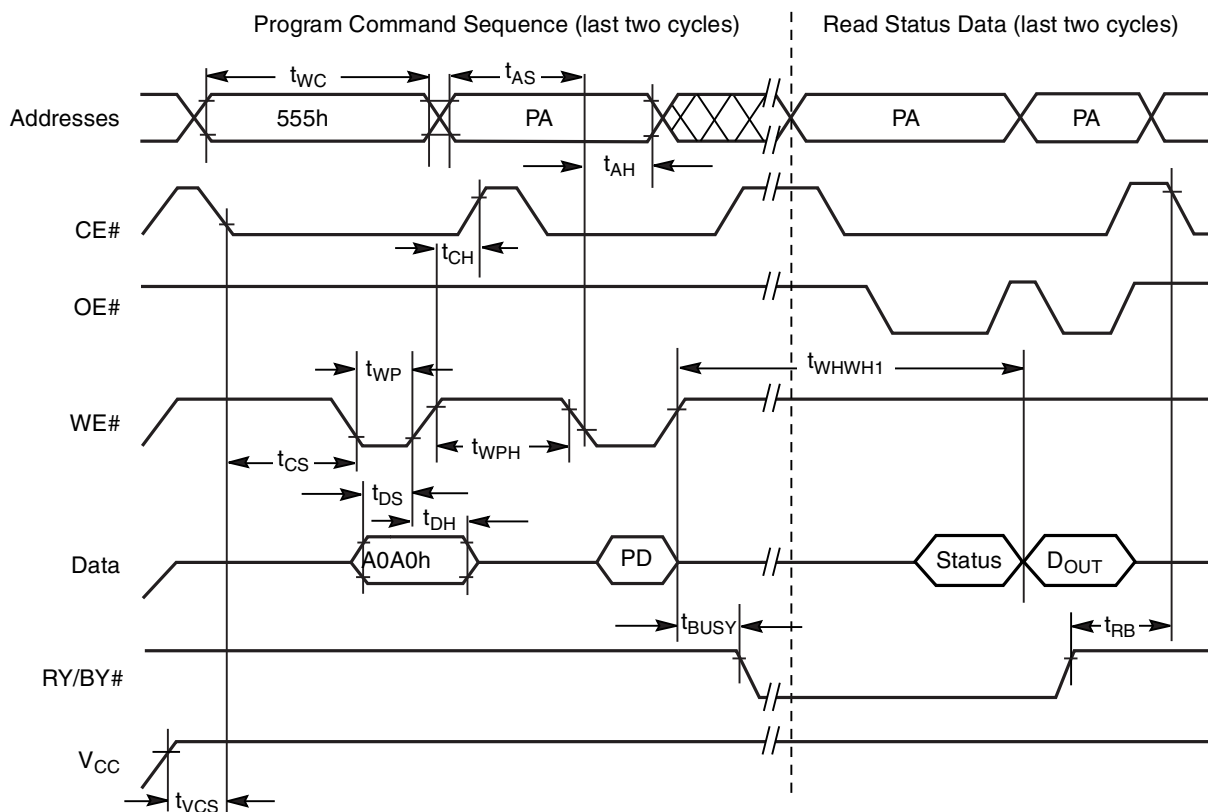 Program Command Sequence (last two cycles)
Read Status Data (last two cycles)
tWC
tAS
Addresses
555h
PA
PA
PA
tAH
CE#
tCH
OE#
tWP
tWHWH1
WE#
tWPH
tCS
tDS
tDH
Data
A0A0h
PD
Status
DOUT
tBUSY
tRB
RY/BY#
VCC
tVCS